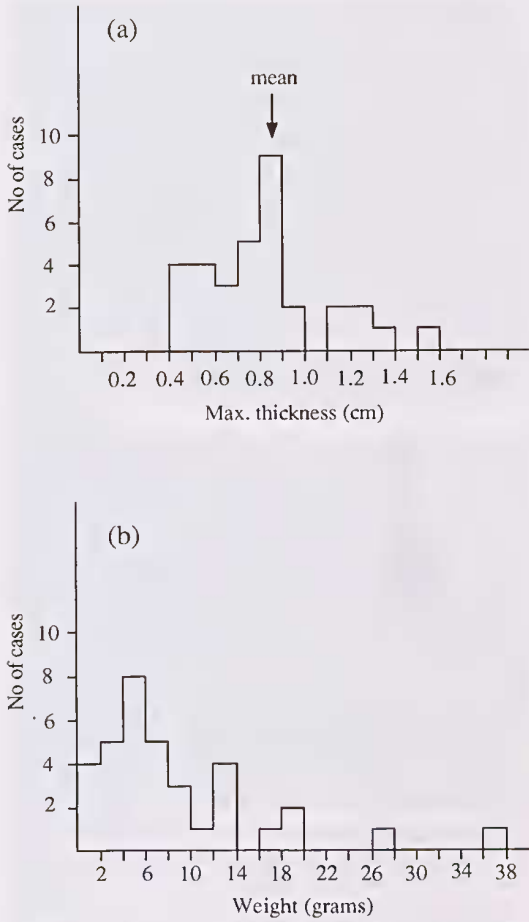 (a)
mean
No of cases
10
8
6
4
2
0.2 0.4 0.6 0.8 1.0 1.2 1.4 1.6
Max. thickness (cm)
(b)
No of cases
10
8
6
4
2
2 6 10 14 18 22 26 30 34 38
Weight (grams)